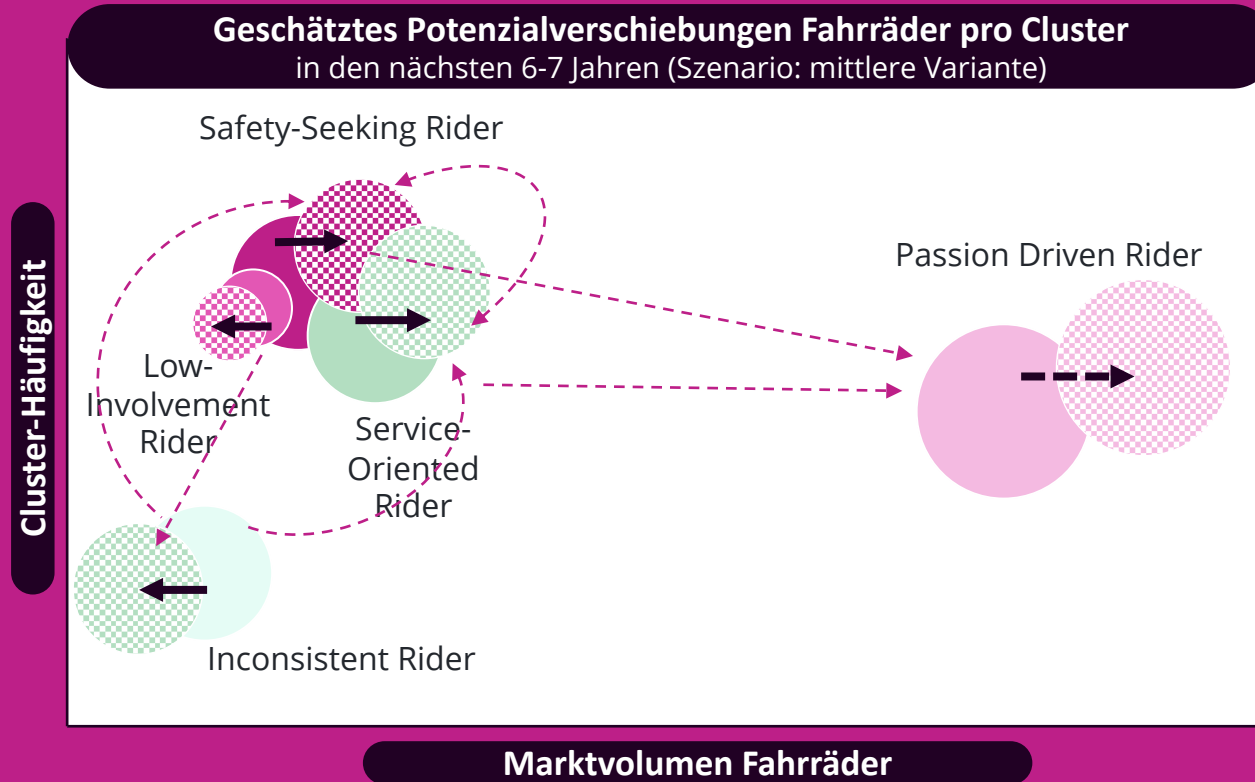 Geschätztes Potenzialverschiebungen Fahrräder pro Cluster
in den nächsten 6-7 Jahren (Szenario: mittlere Variante)
Safety-Seeking Rider
Passion Driven Rider
Cluster-Häufigkeit
Low-
Involvement
Rider
Service-
Oriented
Rider
Inconsistent Rider
Marktvolumen Fahrräder